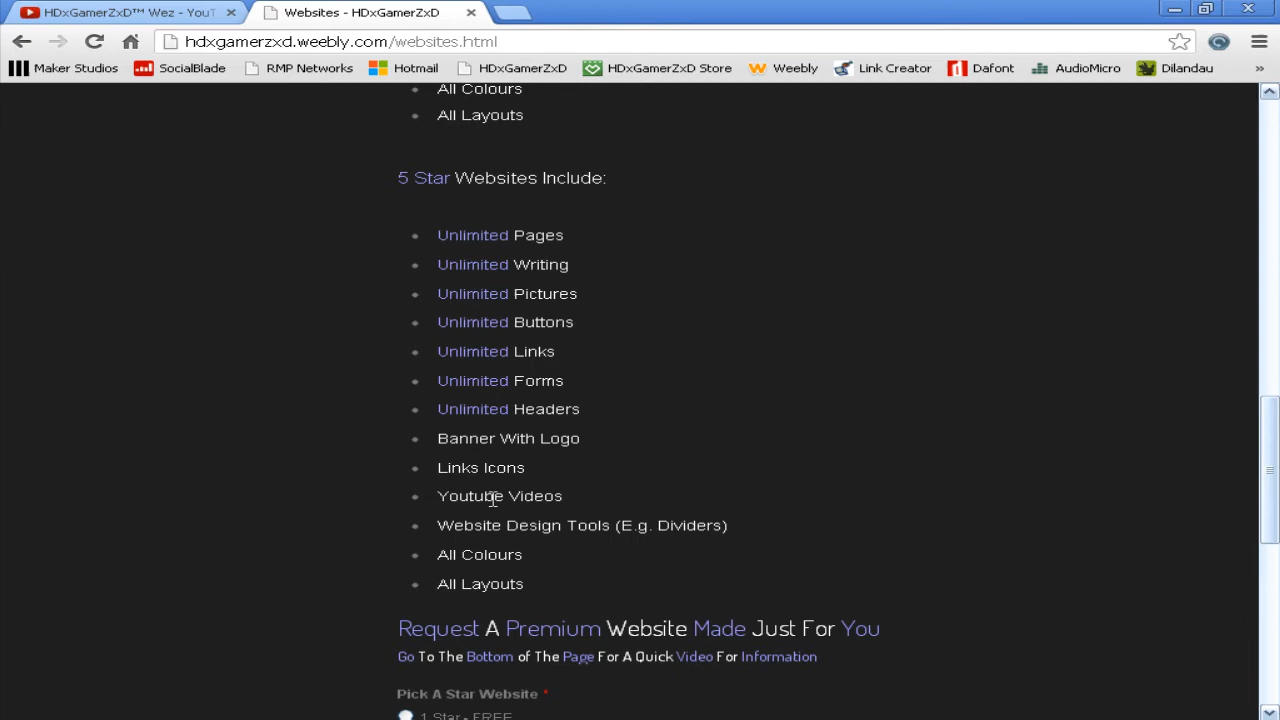 HDxGamerZxD™ Wez - YouT
Websites - HDxGamerZxD
hdxgamerzxd.weebly.com/websites.html
Maker Studios
SocialBlade
RMP Networks
Hotmail
HDxGamerZxD
HDxGamerZxD Store
Weebly
Link Creator
Dafont
AudioMicro
Dilandau
All Colours
All Layouts
5 Star Websites Include:
Unlimited Pages
Unlimited Writing
Unlimited Pictures
Unlimited Buttons
Unlimited Links
Unlimited Forms
Unlimited Headers
Banner With Logo
Links Icons
Youtube Videos
Website Design Tools (E.g. Dividers)
All Colours
All Layouts
Request A Premium Website Made Just For You
Go To The Bottom of The Page For A Quick Video For Information
Pick A Star Website *
1 Star - FREE